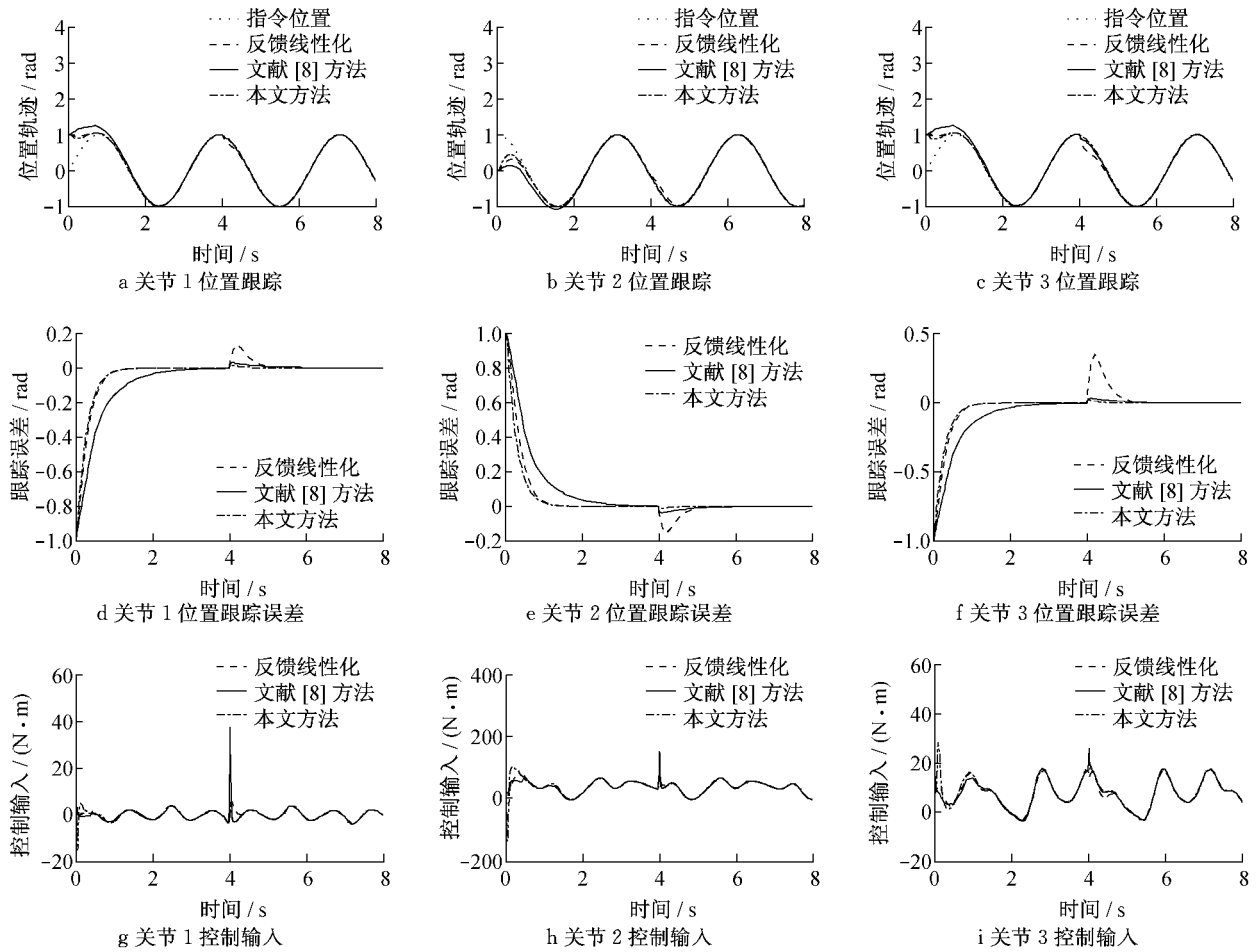 指令位置
反馈线性化
文献 [8] 方法
本文方法
位置轨迹 / rad
4
3
2
1
0
-1
0 2 4 6 8
时间 / s
a 关节 1 位置跟踪
指令位置
反馈线性化
文献 [8] 方法
本文方法
位置轨迹 / rad
4
3
2
1
0
-1
0 2 4 6 8
时间 / s
b 关节 2 位置跟踪
指令位置
反馈线性化
文献 [8] 方法
本文方法
位置轨迹 / rad
4
3
2
1
0
-1
0 2 4 6 8
时间 / s
c 关节 3 位置跟踪
跟踪误差 / rad
0.2
0
-0.2
-0.4
-0.6
-0.8
-1.0
反馈线性化
文献 [8] 方法
本文方法
0 2 4 6 8
时间 / s
d 关节 1 位置跟踪误差
跟踪误差 / rad
1.0
0.8
0.6
0.4
0.2
0
-0.2
反馈线性化
文献 [8] 方法
本文方法
0 2 4 6 8
时间 / s
e 关节 2 位置跟踪误差
跟踪误差 / rad
0.5
0
-0.5
-1.0
反馈线性化
文献 [8] 方法
本文方法
0 2 4 6 8
时间 / s
f 关节 3 位置跟踪误差
控制输入 / (N·m)
60
40
20
0
-20
反馈线性化
文献 [8] 方法
本文方法
0 2 4 6 8
时间 / s
g 关节 1 控制输入
控制输入 / (N·m)
400
200
0
-200
反馈线性化
文献 [8] 方法
本文方法
0 2 4 6 8
时间 / s
h 关节 2 控制输入
控制输入 / (N·m)
60
40
20
0
-20
反馈线性化
文献 [8] 方法
本文方法
0 2 4 6 8
时间 / s
i 关节 3 控制输入